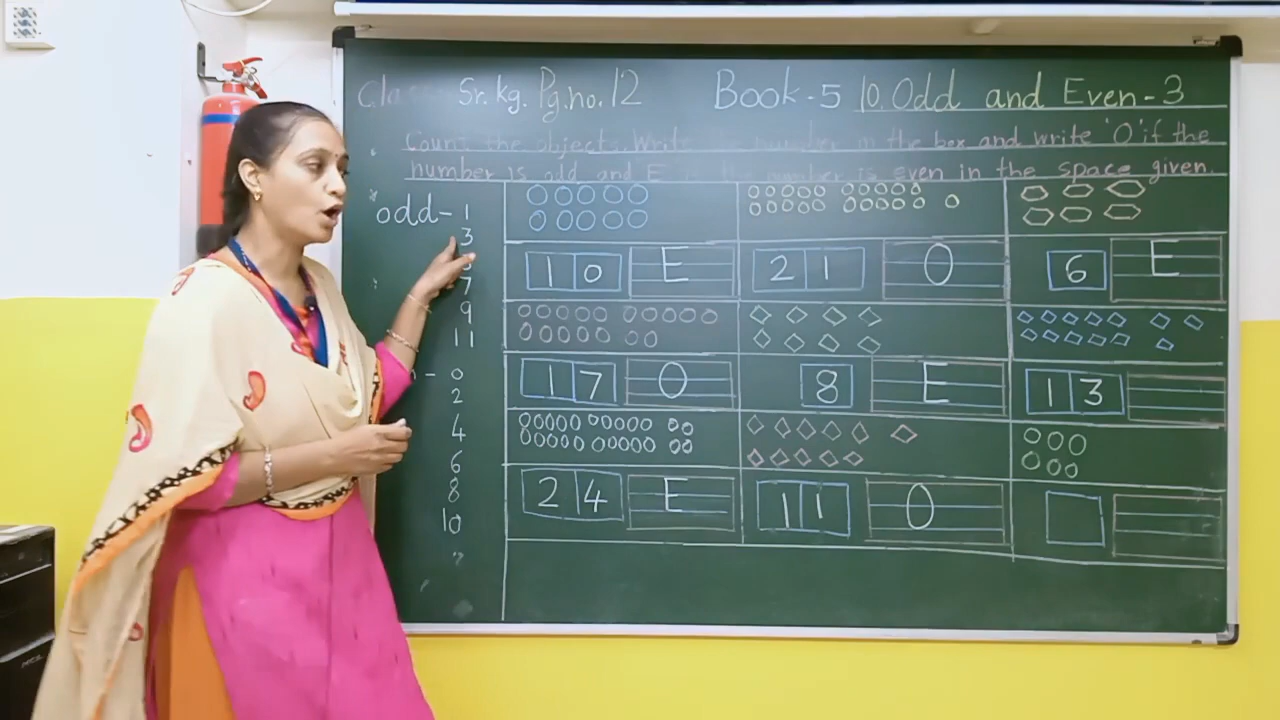 Class Sr. kg. Pg. no. 12 Book-5 10. Odd and Even-3
Count the objects. Write the number in the box and write 'O' if the
number is odd and E the number is even in the space given.
odd- 1
3
5
7
9
11
- 0
2
4
6
8
10
10 E 21 O 6 E
17 O 8 E 13
24 E 11 O